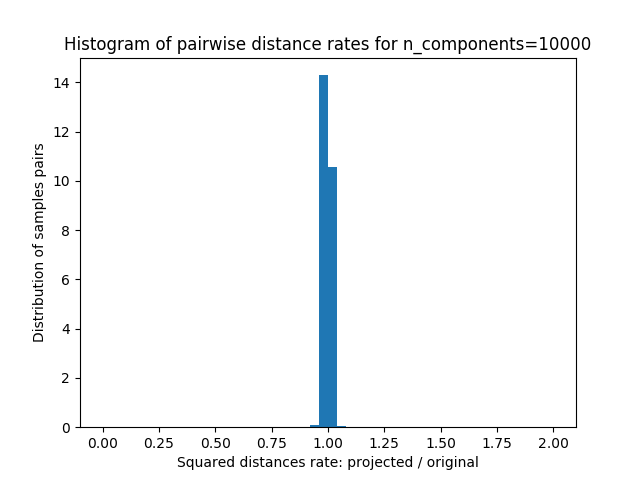 Histogram of pairwise distance rates for n_components=10000
Distribution of samples pairs
14
12
10
8
6
4
2
0
0.00 0.25 0.50 0.75 1.00 1.25 1.50 1.75 2.00
Squared distances rate: projected / original